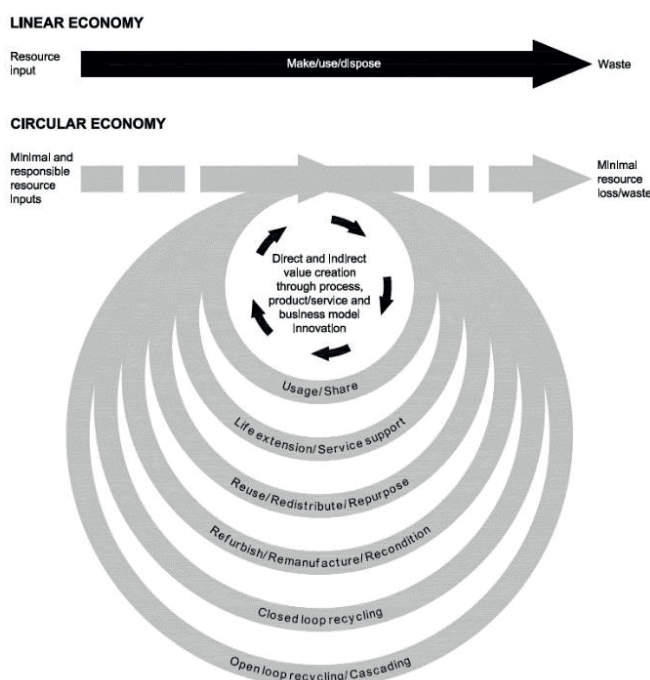 LINEAR ECONOMY
Resource
input
Make/use/dispose
Waste
CIRCULAR ECONOMY
Minimal and
responsible
resource
inputs
Minimal
resource
loss/waste
Direct and indirect
value creation
through process,
product/service and
business model
innovation
Usage/Share
Life extension/Service support
Reuse/Redistribute/Repurpose
Refurbish/Remanufacture/Recondition
Closed loop recycling
Open loop recycling/Cascading